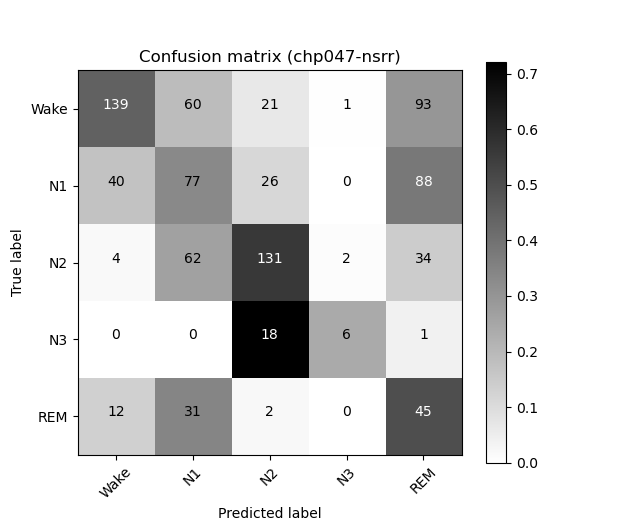 Confusion matrix (chp047-nsrr)
True label
Wake 139 60 21 1 93
N1 40 77 26 0 88
N2 4 62 131 2 34
N3 0 0 18 6 1
REM 12 31 2 0 45
Wake N1 N2 N3 REM
Predicted label
0.7
0.6
0.5
0.4
0.3
0.2
0.1
0.0